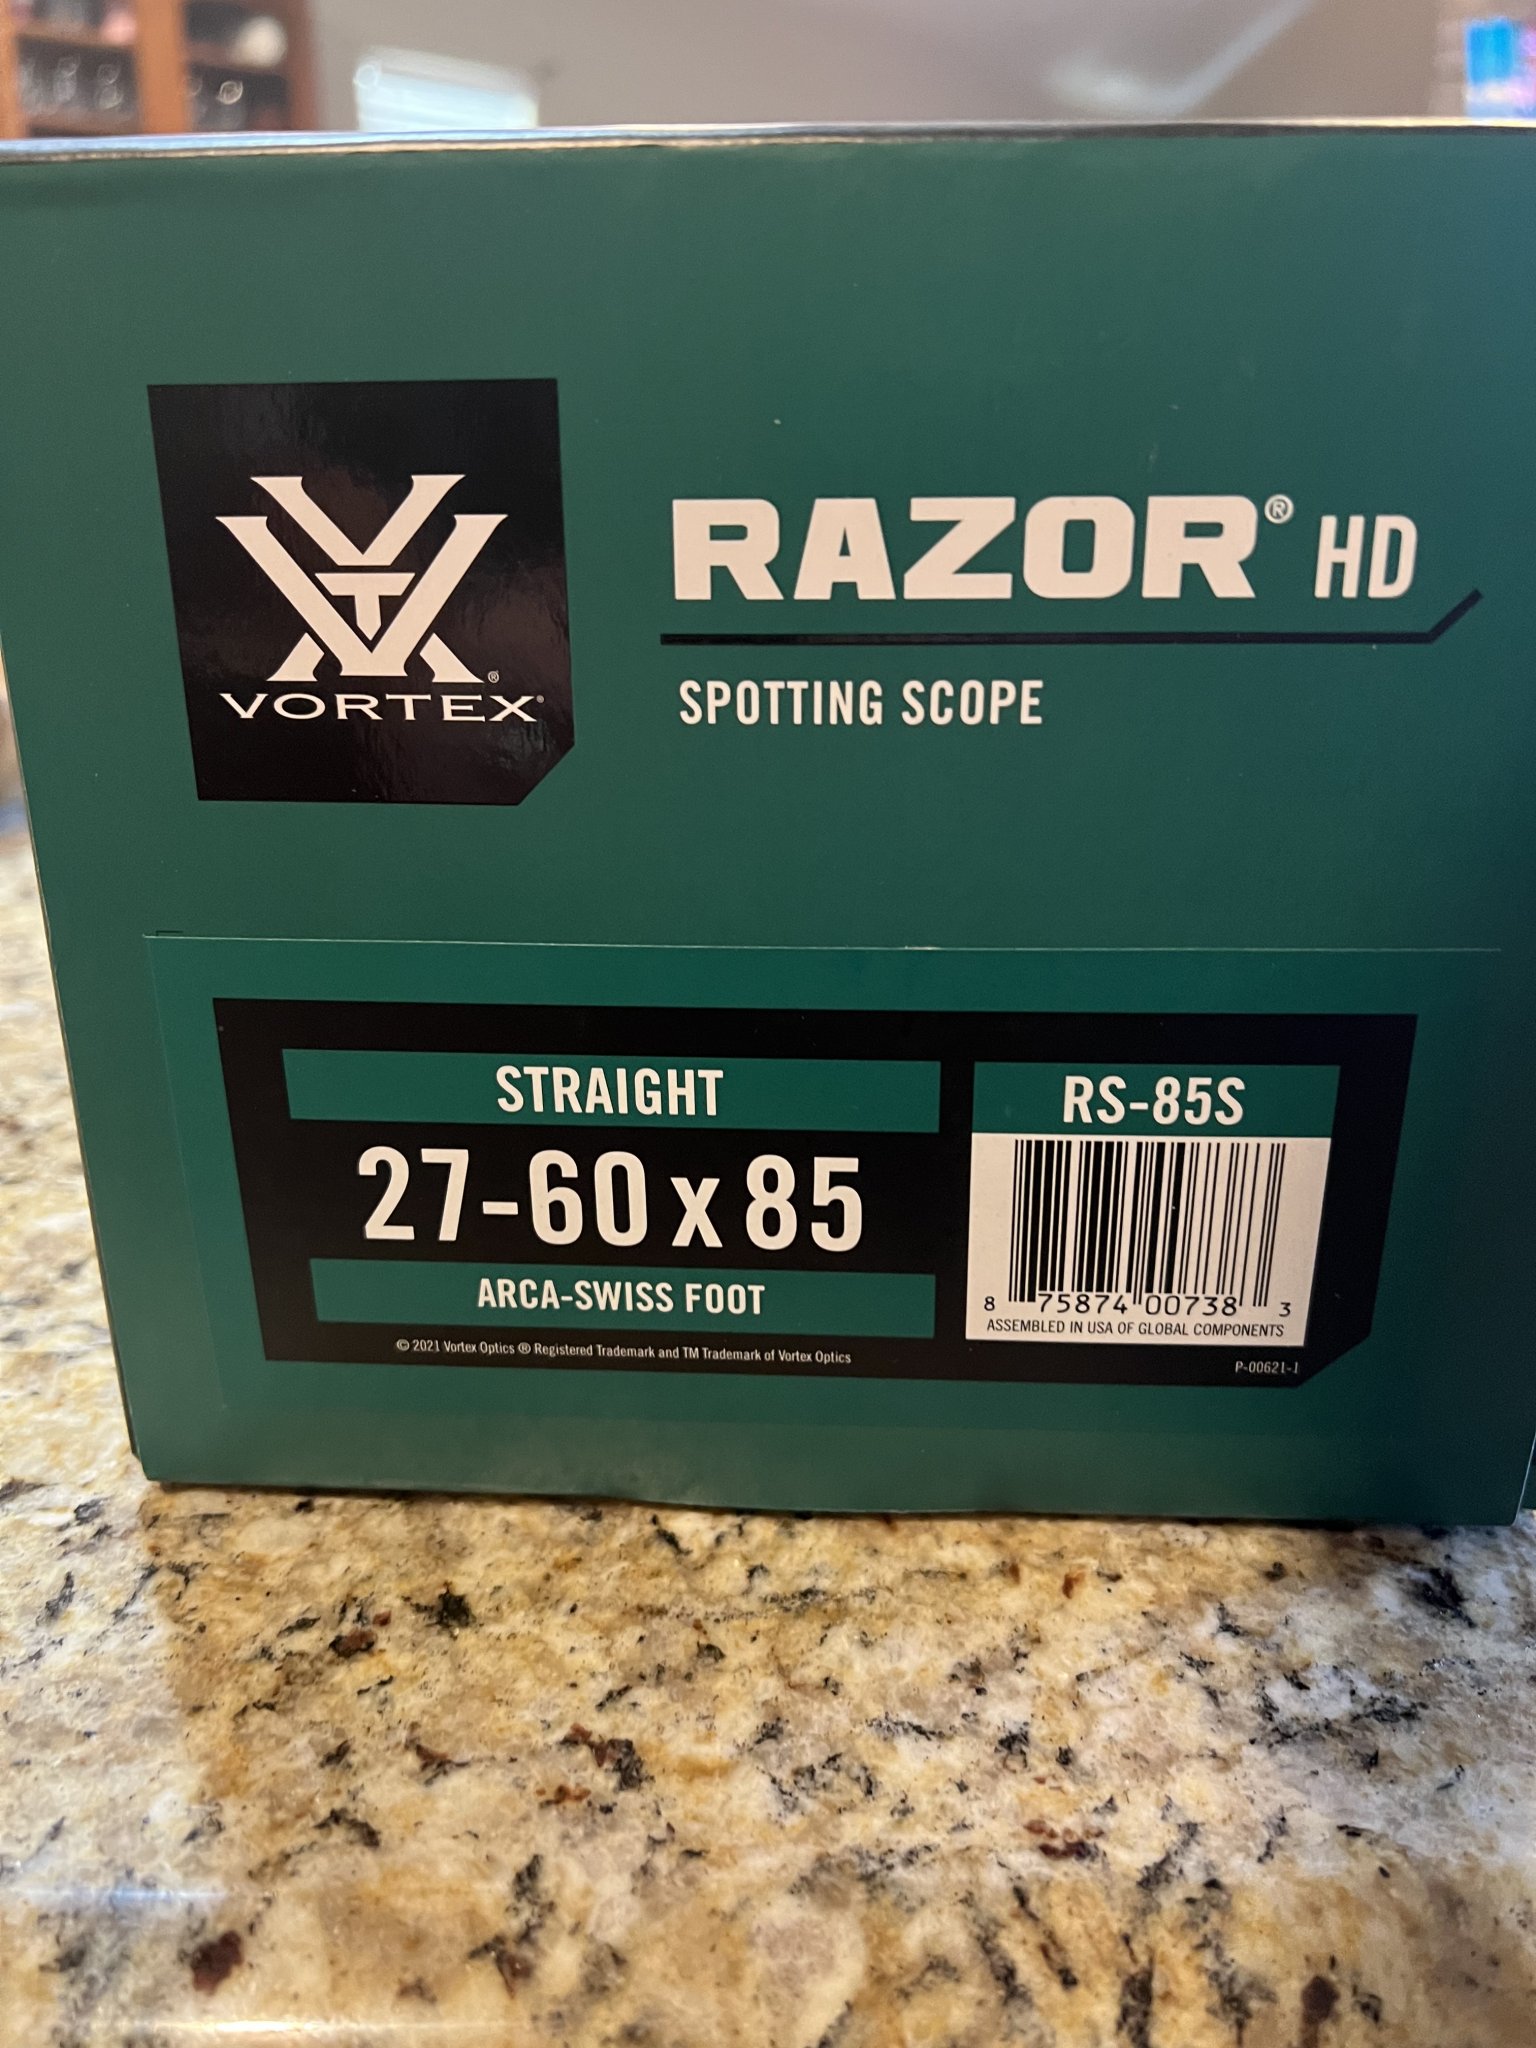 VORTEX®
RAZOR® HD
SPOTTING SCOPE
STRAIGHT
27-60 x 85
ARCA-SWISS FOOT
© 2021 Vortex Optics ® Registered Trademark and TM Trademark of Vortex Optics
RS-85S
8 75874 00738 3
ASSEMBLED IN USA OF GLOBAL COMPONENTS
P-00621-1